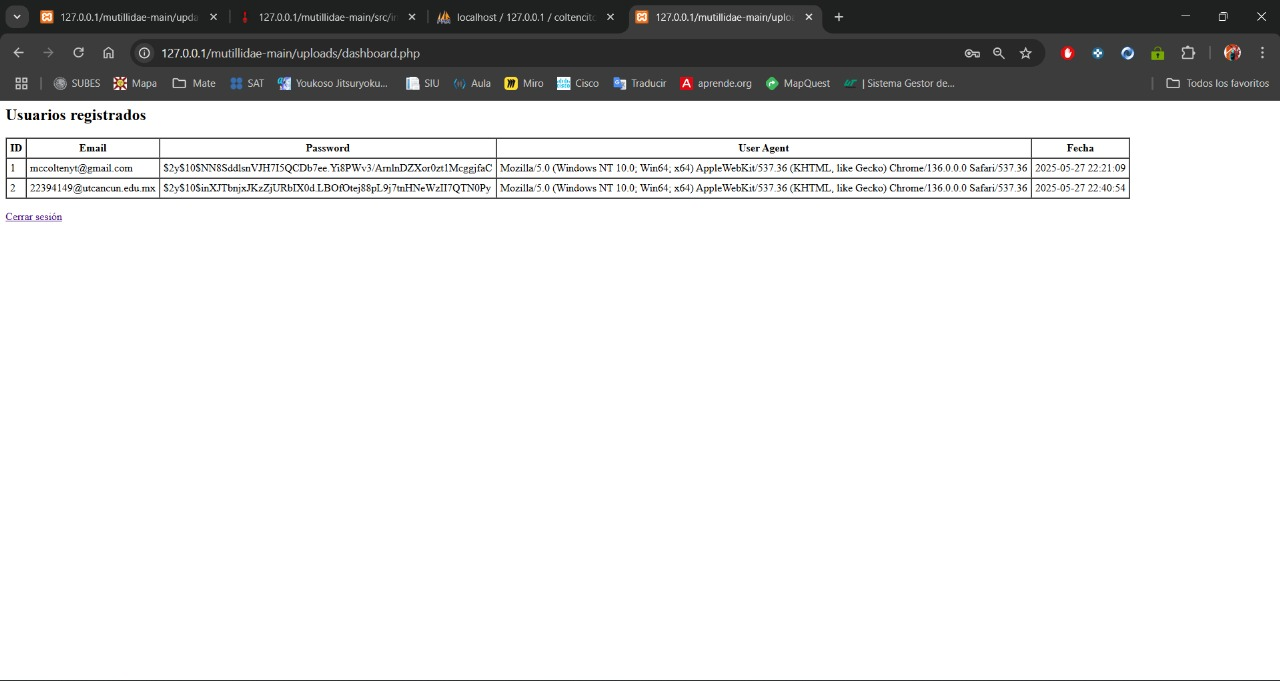 127.0.0.1/mutillidae-main/upda
127.0.0.1/mutillidae-main/src/in
localhost / 127.0.0.1 / coltencito
127.0.0.1/mutillidae-main/uploa
127.0.0.1/mutillidae-main/uploads/dashboard.php
SUBES Mapa Mate SAT Youkoso Jitsuryoku... SIU Aula Miro Cisco Traducir aprende.org MapQuest | Sistema Gestor de... Todos los favoritos
Usuarios registrados
ID Email Password User Agent Fecha
1 mccoltenyt@gmail.com $2y$10$NN8SddlsnVJH7I5QCDb7ee.Yi8PWv3/ArnlnDZXor0zt1McggjfaC Mozilla/5.0 (Windows NT 10.0; Win64; x64) AppleWebKit/537.36 (KHTML, like Gecko) Chrome/136.0.0.0 Safari/537.36 2025-05-27 22:21:09
2 22394149@utcancun.edu.mx $2y$10$inXJTbnjxJKzZjURbIX0d.LBOfOtej88pL9j7tnHNeWzII7QTN0Py Mozilla/5.0 (Windows NT 10.0; Win64; x64) AppleWebKit/537.36 (KHTML, like Gecko) Chrome/136.0.0.0 Safari/537.36 2025-05-27 22:40:54
Cerrar sesión